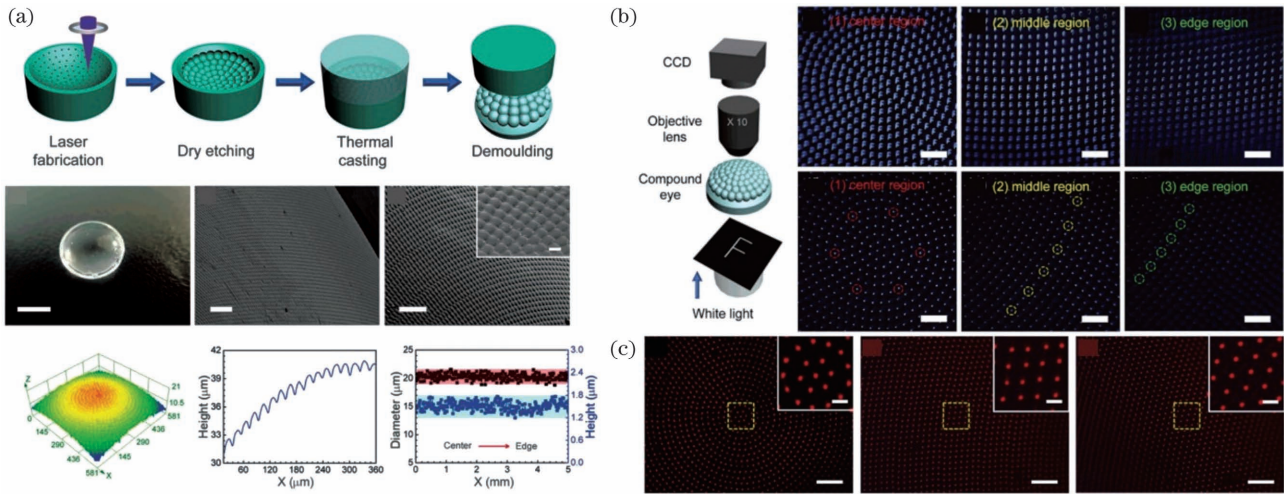 (a)
Laser
fabrication
Dry etching
Thermal
casting
Demoulding
Z
21
10.5
581
436
290
145
0
0
145
290
436
581
X
Height (μm)
42
39
36
33
30
60 120 180 240 300 360
X (μm)
Diameter (μm)
25
20
15
10
5
Center
Edge
0 1 2 3 4 5
X (mm)
3.0
2.4
1.8
1.2
0.6
0.0
Height (μm)
(b)
CCD
Objective
lens
X 10
Compound
eye
F
White light
(1) center region
(2) middle region
(3) edge region
(1) center region
(2) middle region
(3) edge region
(c)